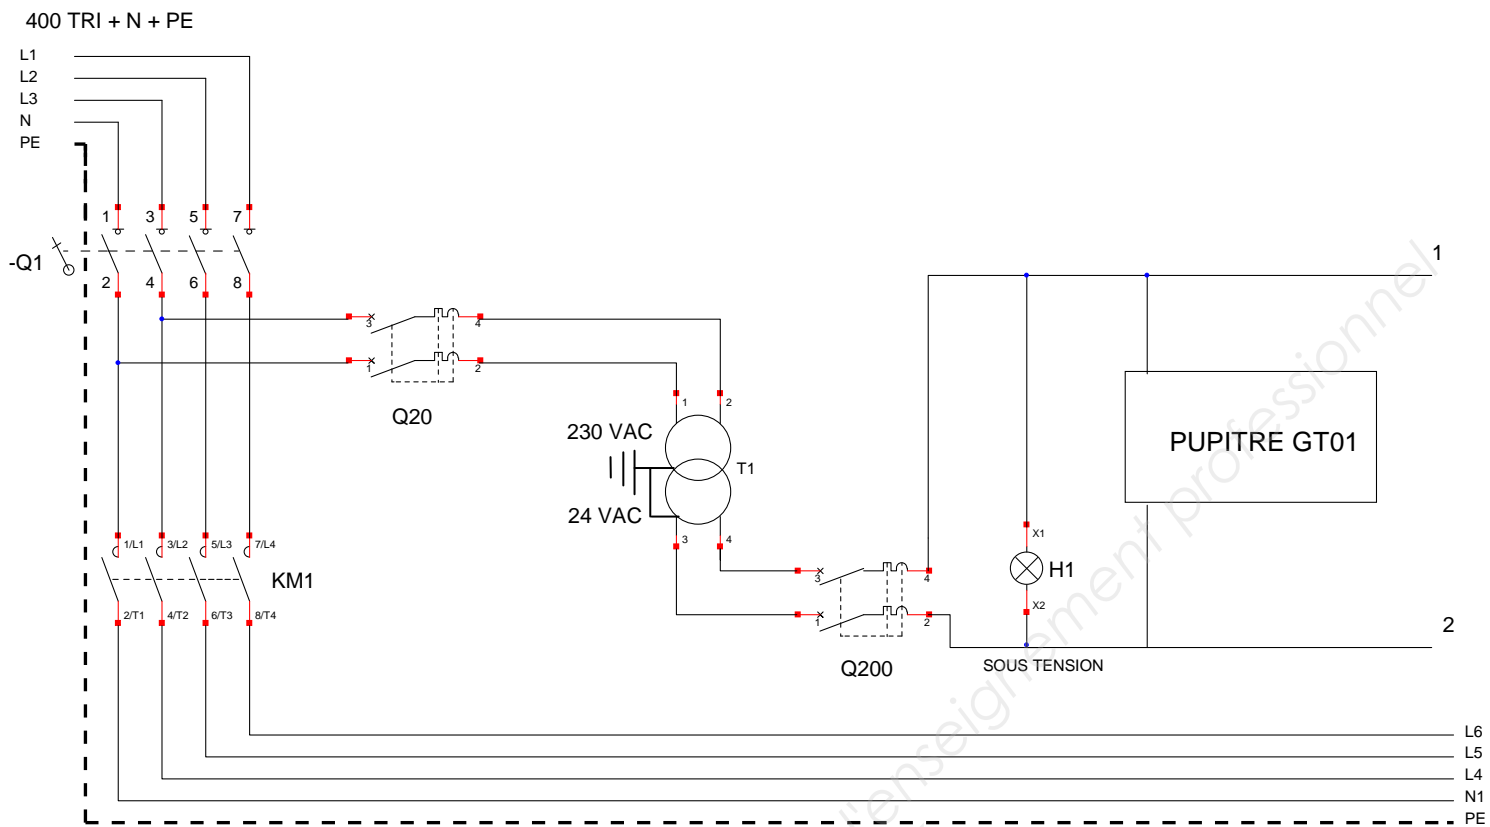 400 TRI + N + PE
L1
L2
L3
N
PE
1 3 5 7
-Q1
2 4 6 8
3 4
1 2
Q20
1 2
230 VAC
T1
24 VAC
3 4
1
PUPITRE GT01
X1
H1
X2
1/L1 3/L2 5/L3 7/L4
KM1
2/T1 4/T2 6/T3 8/T4
3 4
1 2
Q200
2
SOUS TENSION
L6
L5
L4
N1
PE
l'enseignement professionnel